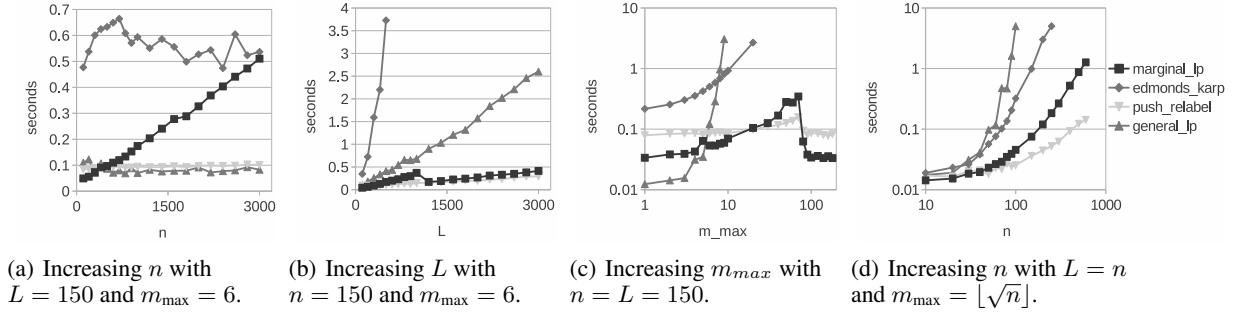 0.7
0.6
0.5
0.4
0.3
0.2
0.1
0
seconds
0
1500
3000
n
4
3.5
3
2.5
2
1.5
1
0.5
0
seconds
0
1500
3000
L
10
1
0.1
0.01
seconds
1
10
100
m_max
10
1
0.1
0.01
seconds
10
100
1000
n
marginal_lp
edmonds_karp
push_relabel
general_lp
(a) Increasing n with
L = 150 and m_max = 6.
(b) Increasing L with
n = 150 and m_max = 6.
(c) Increasing m_max with
n = L = 150.
(d) Increasing n with L = n
and m_max = ⌊√n⌋.